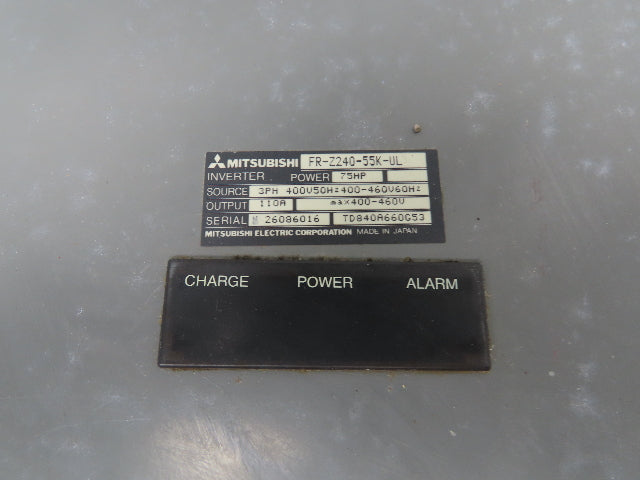 MITSUBISHI FR-Z240-55K-UL
INVERTER POWER 75HP
SOURCE 3PH 400V50Hz400-460V60Hz
OUTPUT 110A max400-460V
SERIAL 26086016 TD840A660G53
MITSUBISHI ELECTRIC CORPORATION MADE IN JAPAN
CHARGE POWER ALARM